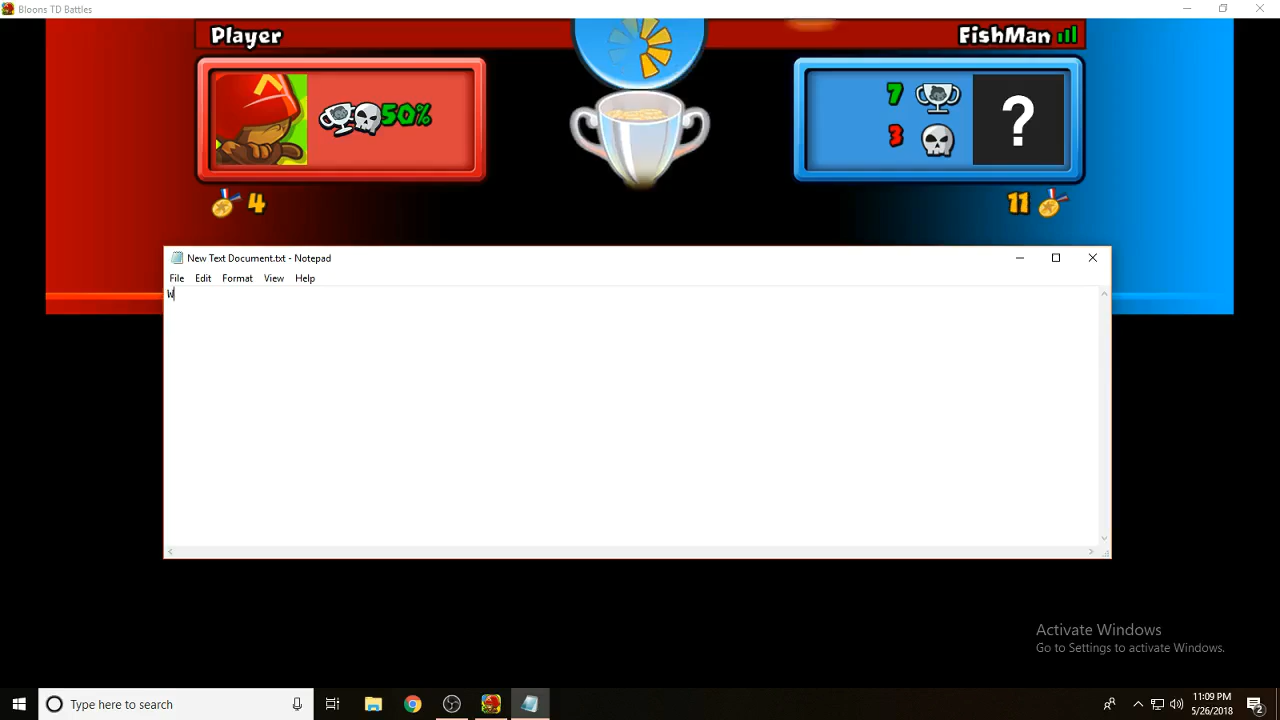 Bloons TD Battles
Player
FishMan
50%
7
3
?
4
11
New Text Document.txt - Notepad
File Edit Format View Help
W
Activate Windows
Go to Settings to activate Windows.
Type here to search
11:09 PM
5/26/2018
2